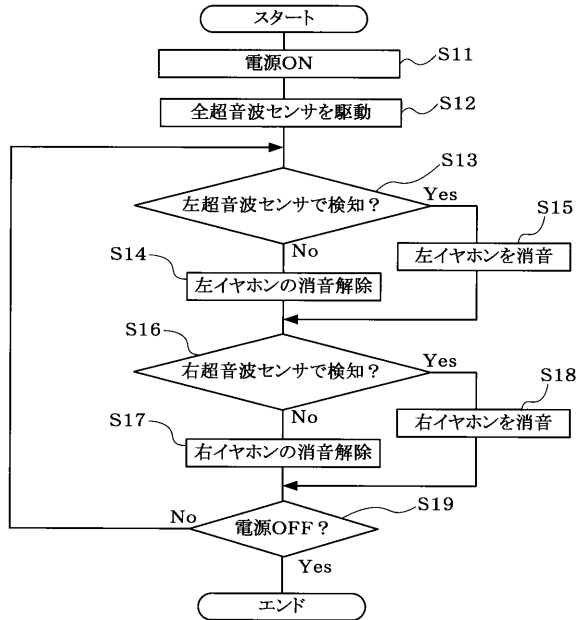 スタート
電源ON
S11
全超音波センサを駆動
S12
S13
左超音波センサで検知？
Yes
S15
No
左イヤホンを消音
S14
左イヤホンの消音解除
S16
右超音波センサで検知？
Yes
S18
No
右イヤホンを消音
S17
右イヤホンの消音解除
No
電源OFF？
S19
Yes
エンド